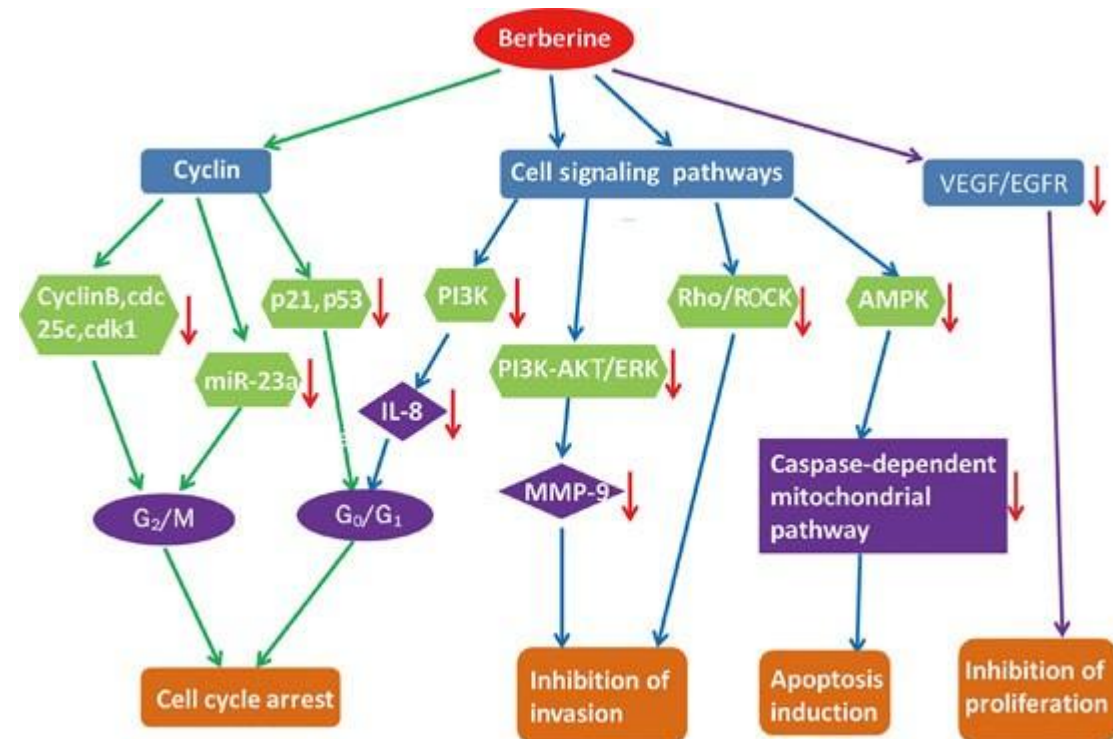 Berberine
Cyclin
Cell signaling pathways
VEGF/EGFR
CyclinB,cdc
25c,cdk1
p21,p53
PI3K
Rho/ROCK
AMPK
miR-23a
PI3K-AKT/ERK
IL-8
MMP-9
Caspase-dependent
mitochondrial
pathway
G₂/M
G₀/G₁
Cell cycle arrest
Inhibition of
invasion
Apoptosis
induction
Inhibition of
proliferation